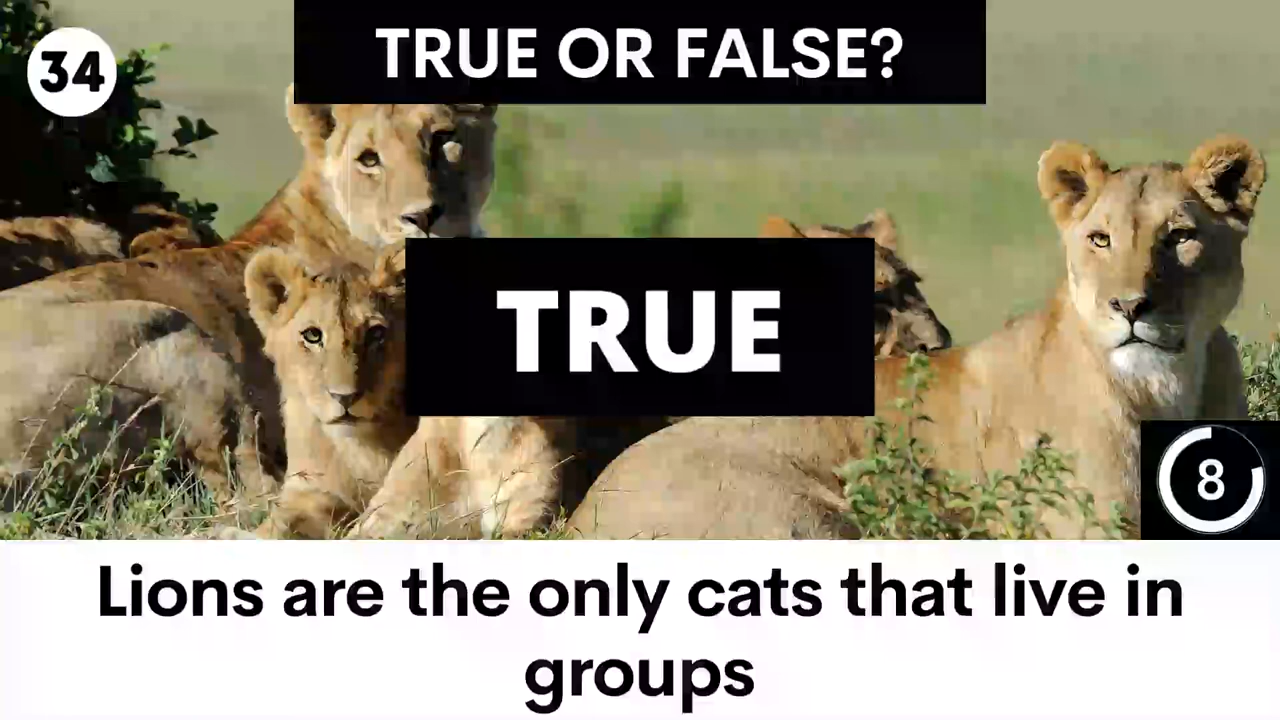 34
TRUE OR FALSE?
TRUE
8
Lions are the only cats that live in
groups